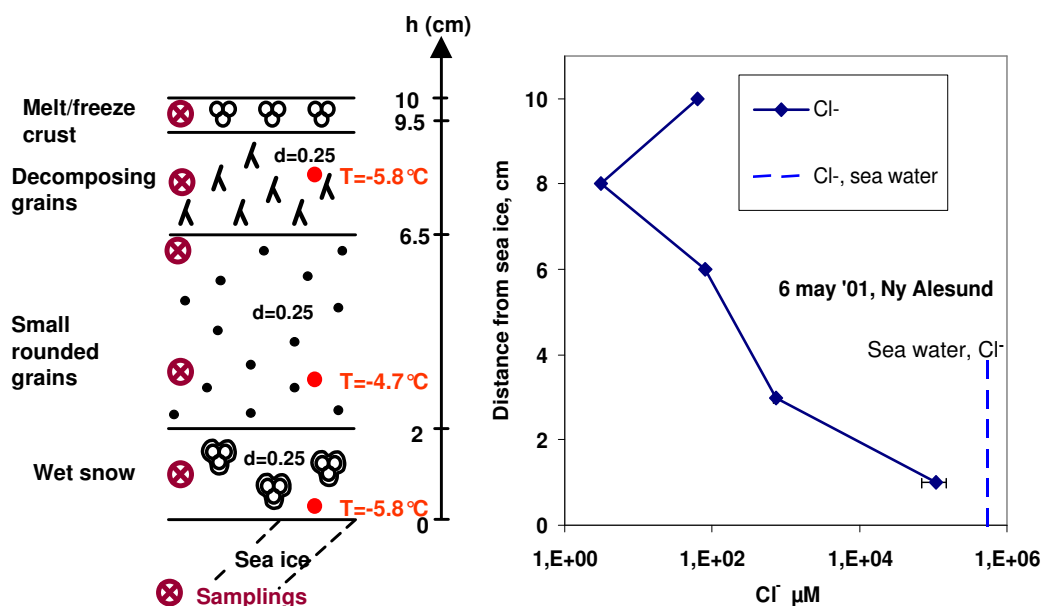 h (cm)
Melt/freeze
crust
10
9.5
d=0.25
T=-5.8°C
Decomposing
grains
6.5
d=0.25
Small
rounded
grains
T=-4.7°C
2
Wet snow
d=0.25
T=-5.8°C
0
Sea ice
Samplings
Distance from sea ice, cm
10
8
6
4
2
0
Cl-
Cl-, sea water
6 may '01, Ny Alesund
Sea water, Cl-
1,E+00 1,E+02 1,E+04 1,E+06
Cl- µM